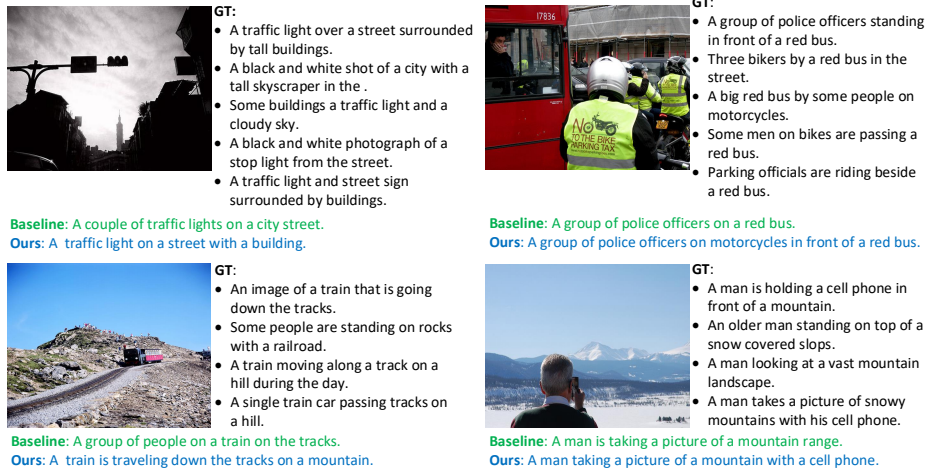 GT:
• A traffic light over a street surrounded
by tall buildings.
• A black and white shot of a city with a
tall skyscraper in the .
• Some buildings a traffic light and a
cloudy sky.
• A black and white photograph of a
stop light from the street.
• A traffic light and street sign
surrounded by buildings.
Baseline: A couple of traffic lights on a city street.
Ours: A traffic light on a street with a building.
17836
NO
TO THE BIKE
PARKING TAX
GT:
• A group of police officers standing
in front of a red bus.
• Three bikers by a red bus in the
street.
• A big red bus by some people on
motorcycles.
• Some men on bikes are passing a
red bus.
• Parking officials are riding beside
a red bus.
Baseline: A group of police officers on a red bus.
Ours: A group of police officers on motorcycles in front of a red bus.
GT:
• An image of a train that is going
down the tracks.
• Some people are standing on rocks
with a railroad.
• A train moving along a track on a
hill during the day.
• A single train car passing tracks on
a hill.
Baseline: A group of people on a train on the tracks.
Ours: A train is traveling down the tracks on a mountain.
GT:
• A man is holding a cell phone in
front of a mountain.
• An older man standing on top of a
snow covered slops.
• A man looking at a vast mountain
landscape.
• A man takes a picture of snowy
mountains with his cell phone.
Baseline: A man is taking a picture of a mountain range.
Ours: A man taking a picture of a mountain with a cell phone.